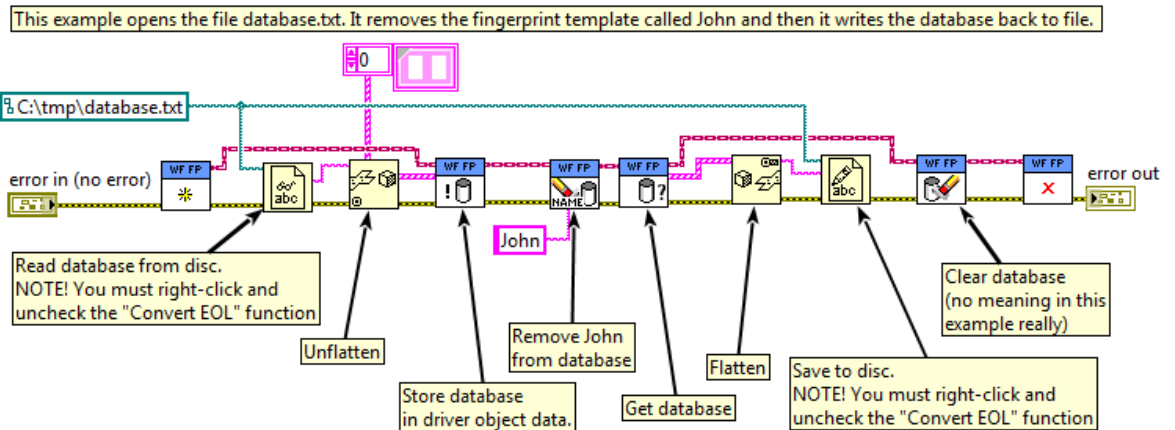 This example opens the file database.txt. It removes the fingerprint template called John and then it writes the database back to file.
0
C:\tmp\database.txt
WF FP
WF FP
WF FP
WF FP
WF FP
WF FP
error in (no error)
error out
abc
!
NAME
?
abc
John
Read database from disc.
NOTE! You must right-click and
uncheck the "Convert EOL" function
Unflatten
Store database
in driver object data.
Remove John
from database
Get database
Flatten
Save to disc.
NOTE! You must right-click and
uncheck the "Convert EOL" function
Clear database
(no meaning in this
example really)